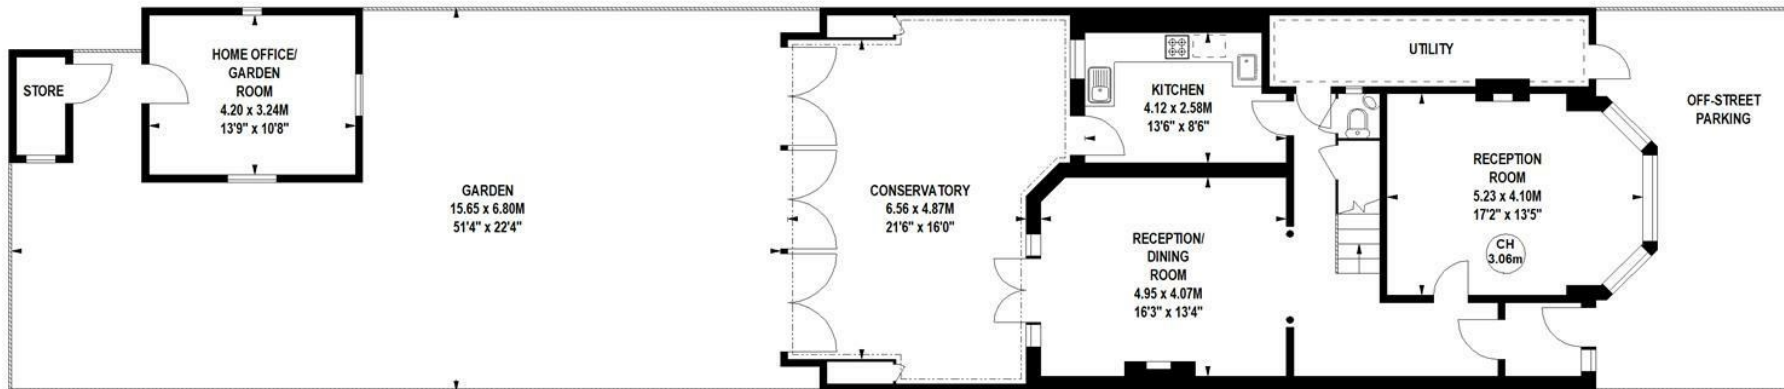 STORE
HOME OFFICE/
GARDEN
ROOM
4.20 x 3.24M
13'9" x 10'8"
GARDEN
15.65 x 6.80M
51'4" x 22'4"
CONSERVATORY
6.56 x 4.87M
21'6" x 16'0"
KITCHEN
4.12 x 2.58M
13'6" x 8'6"
RECEPTION/
DINING
ROOM
4.95 x 4.07M
16'3" x 13'4"
UTILITY
RECEPTION
ROOM
5.23 x 4.10M
17'2" x 13'5"
CH
3.06m
OFF-STREET
PARKING